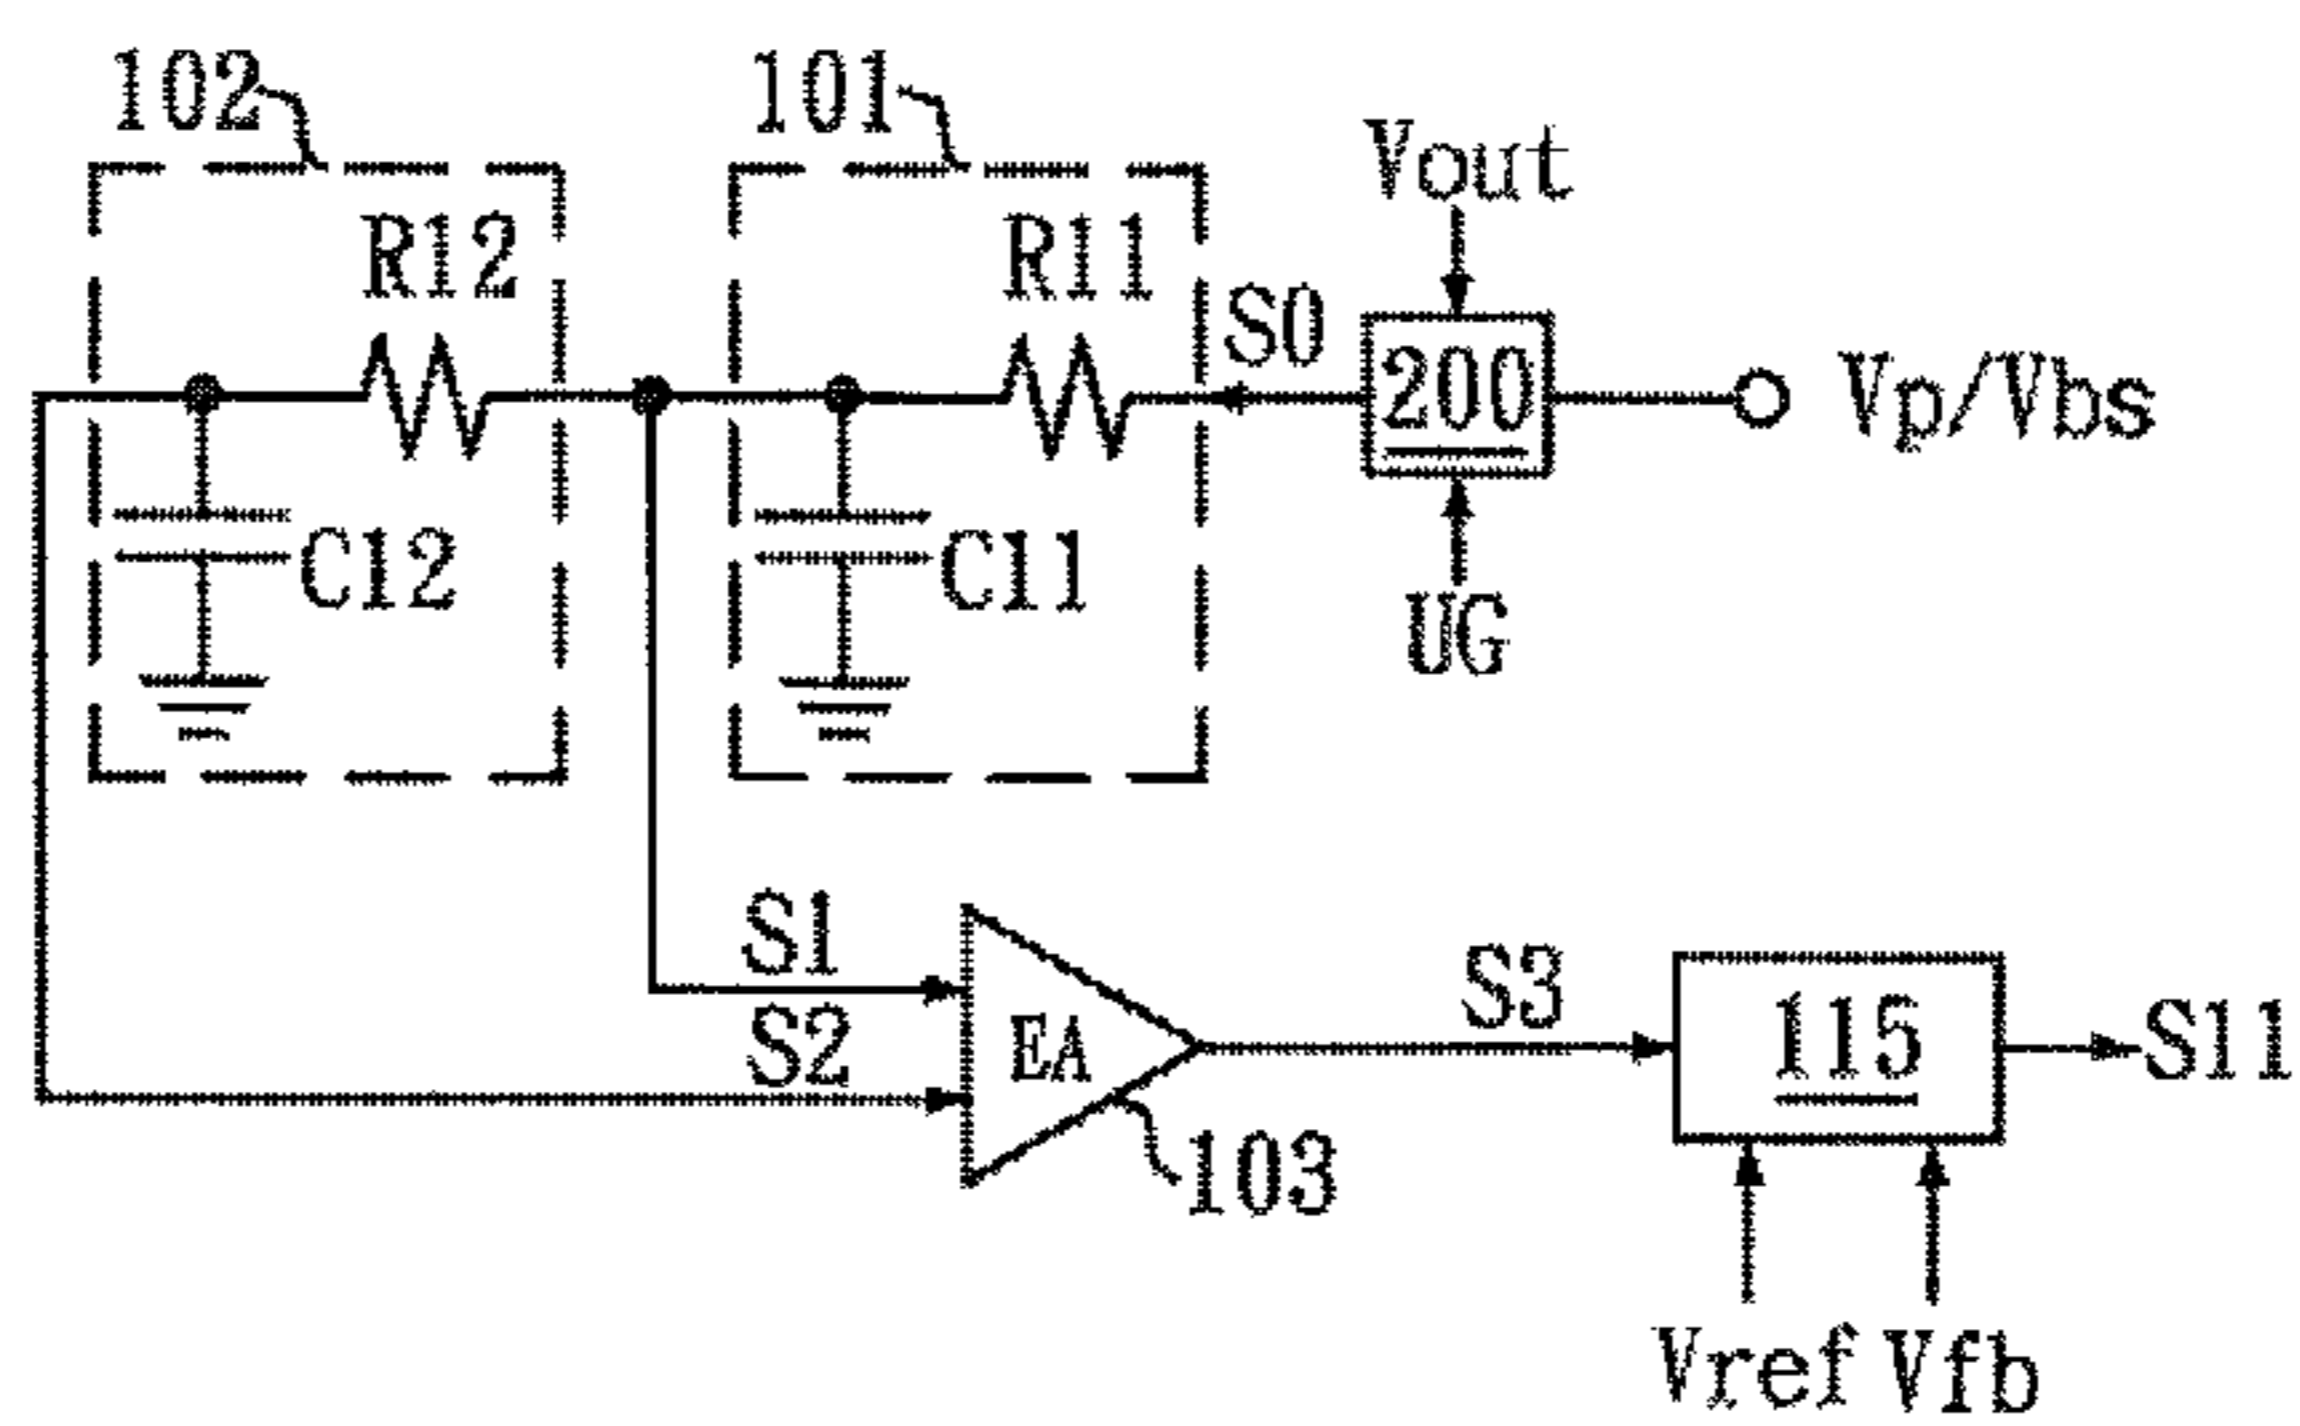 102
101
Vout
R12
R11
S0
200
Vp/Vbs
C12
C11
UG
S1
S2
EA
S3
115
S11
103
Vref Vfb